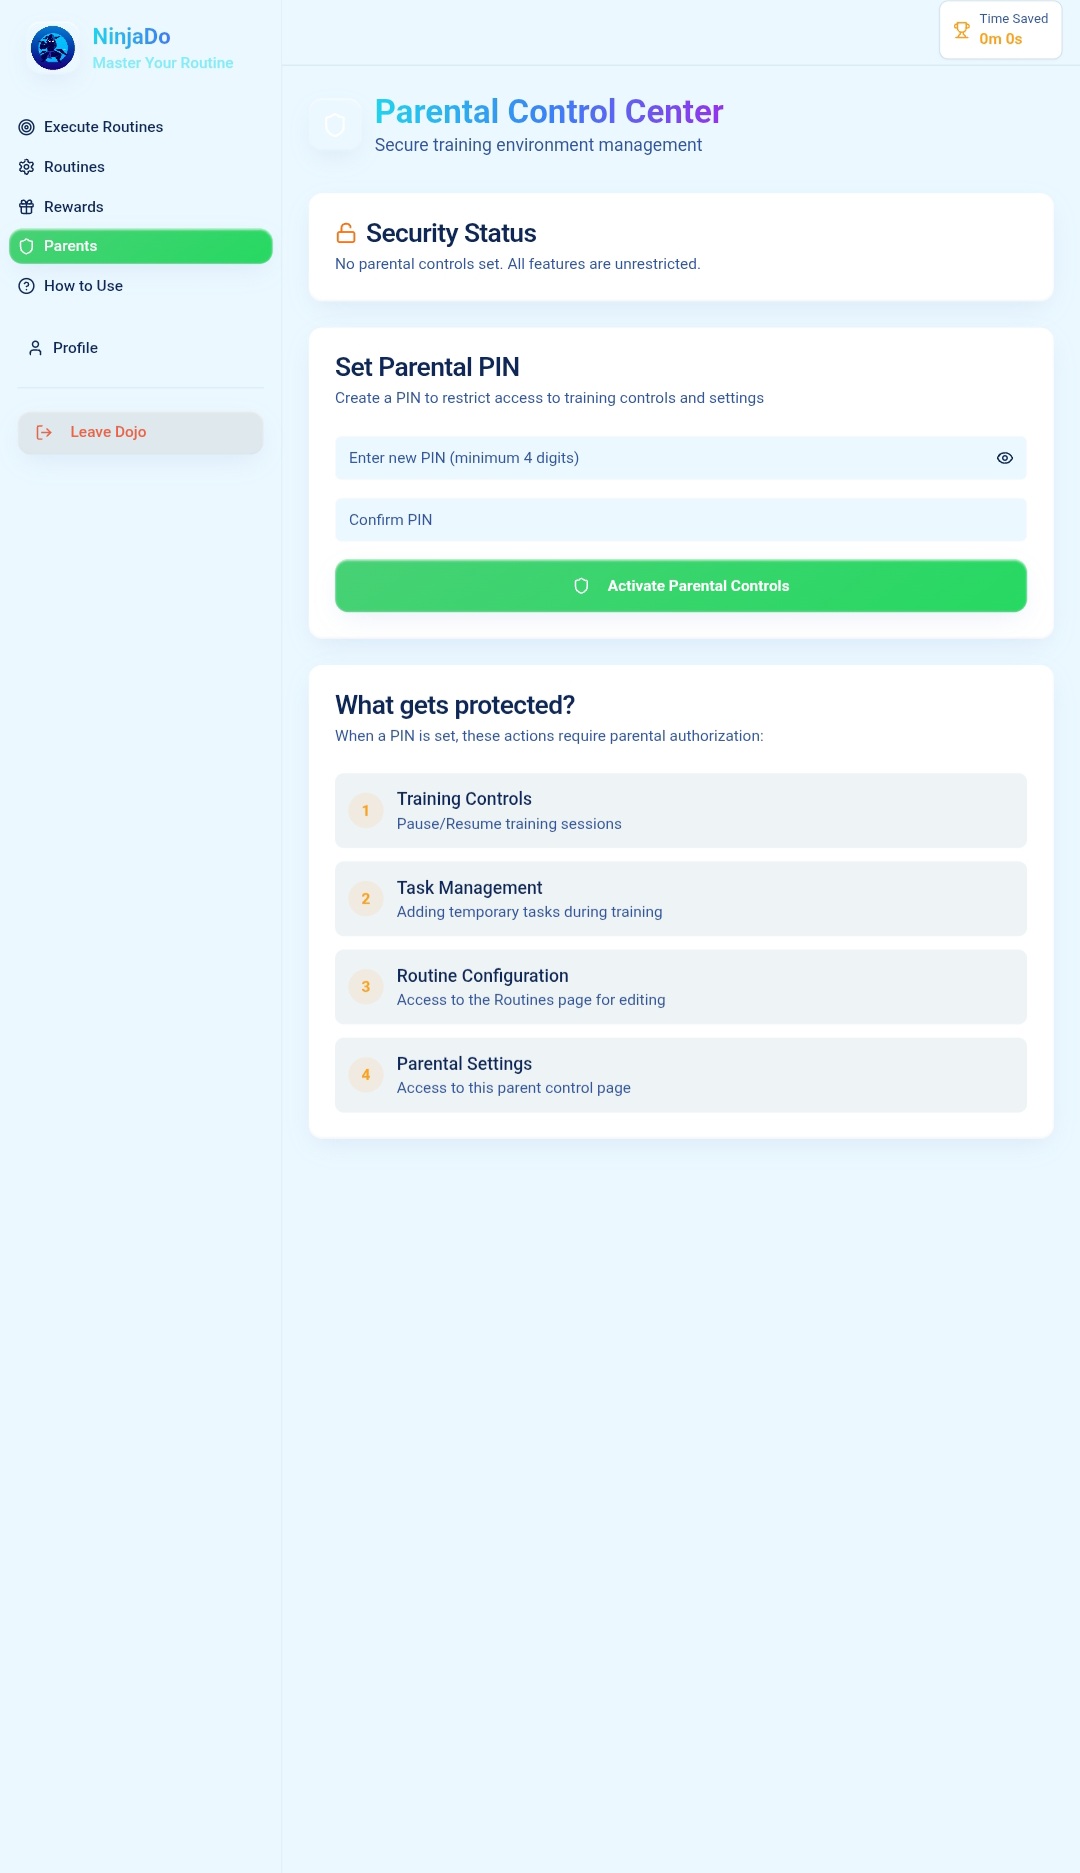 NinjaDo
Master Your Routine
Execute Routines
Routines
Rewards
Parents
How to Use
Profile
Leave Dojo
Time Saved
0m 0s
Parental Control Center
Secure training environment management
Security Status
No parental controls set. All features are unrestricted.
Set Parental PIN
Create a PIN to restrict access to training controls and settings
Enter new PIN (minimum 4 digits)
Confirm PIN
Activate Parental Controls
What gets protected?
When a PIN is set, these actions require parental authorization:
1
Training Controls
Pause/Resume training sessions
2
Task Management
Adding temporary tasks during training
3
Routine Configuration
Access to the Routines page for editing
4
Parental Settings
Access to this parent control page